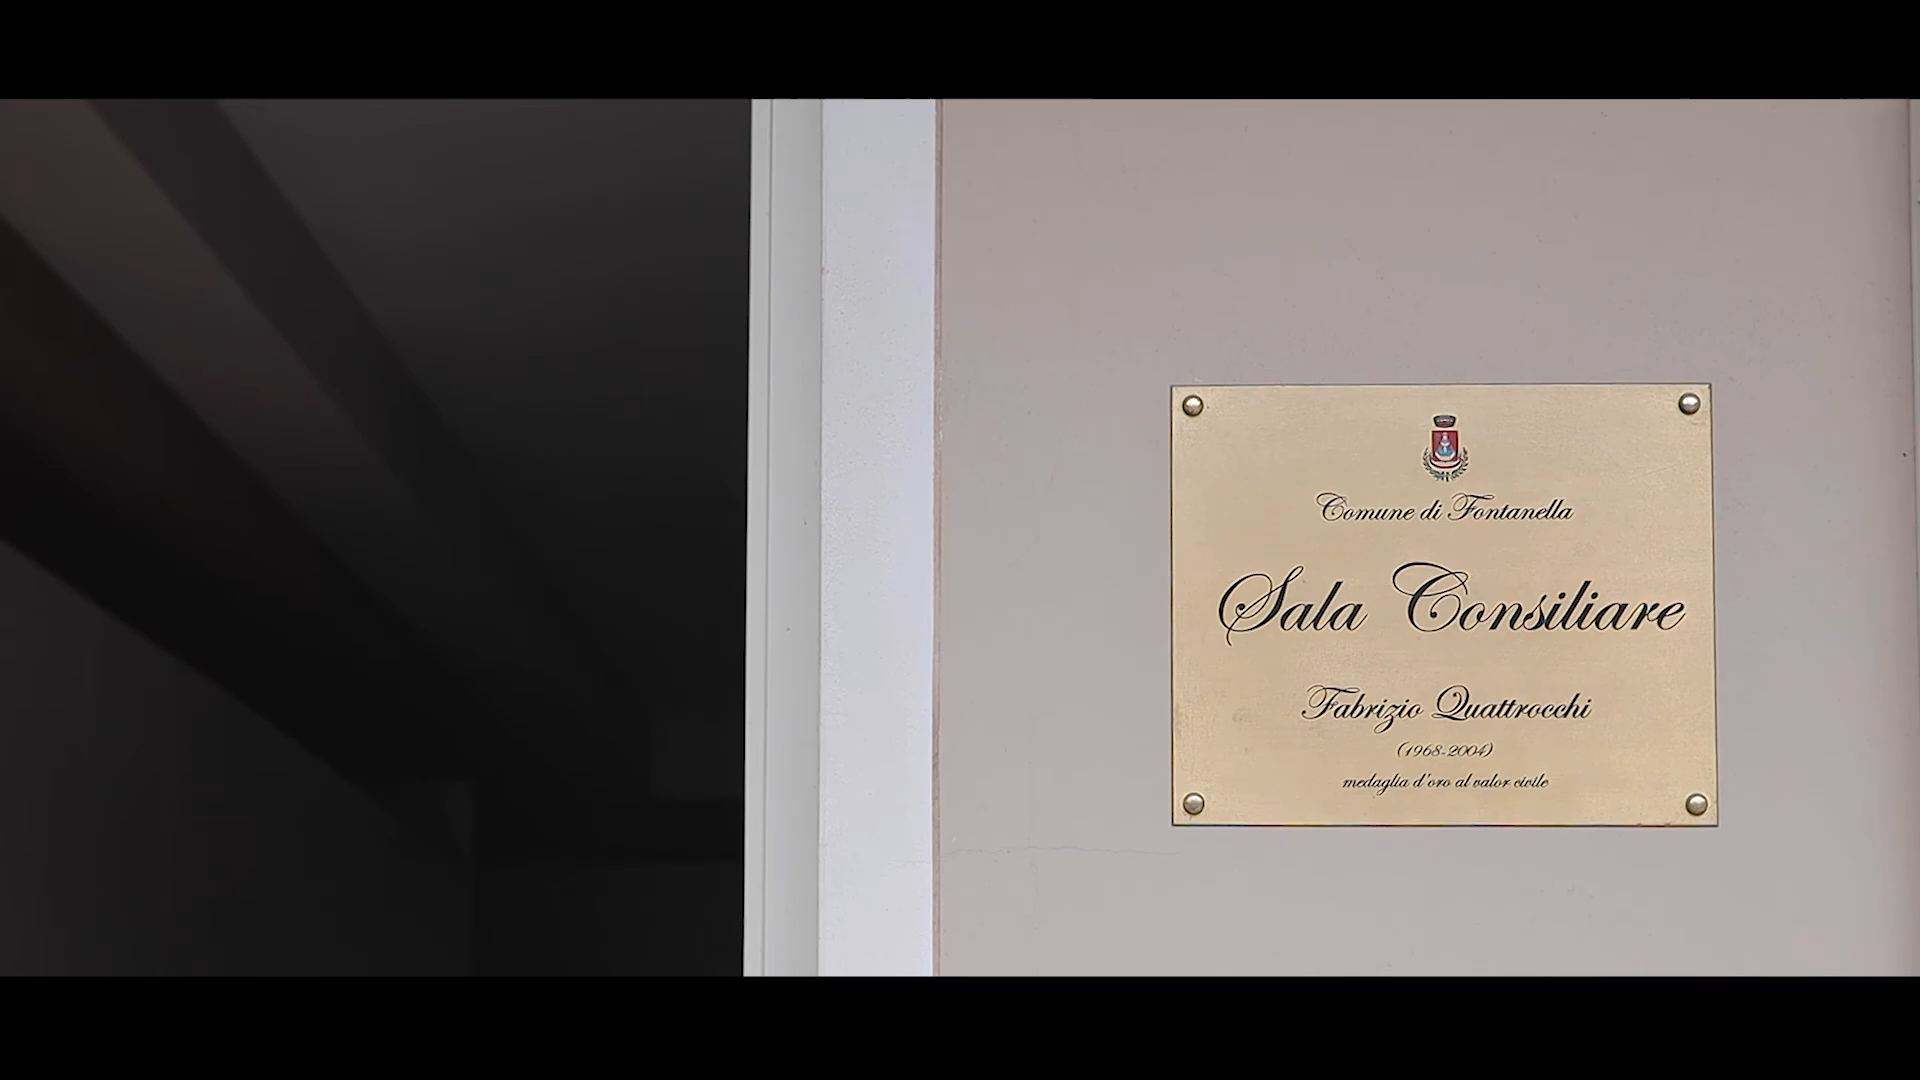 Comune di Fontanella
Sala Consiliare
Fabrizio Quattrocchi
(1968-2004)
medaglia d'oro al valor civile